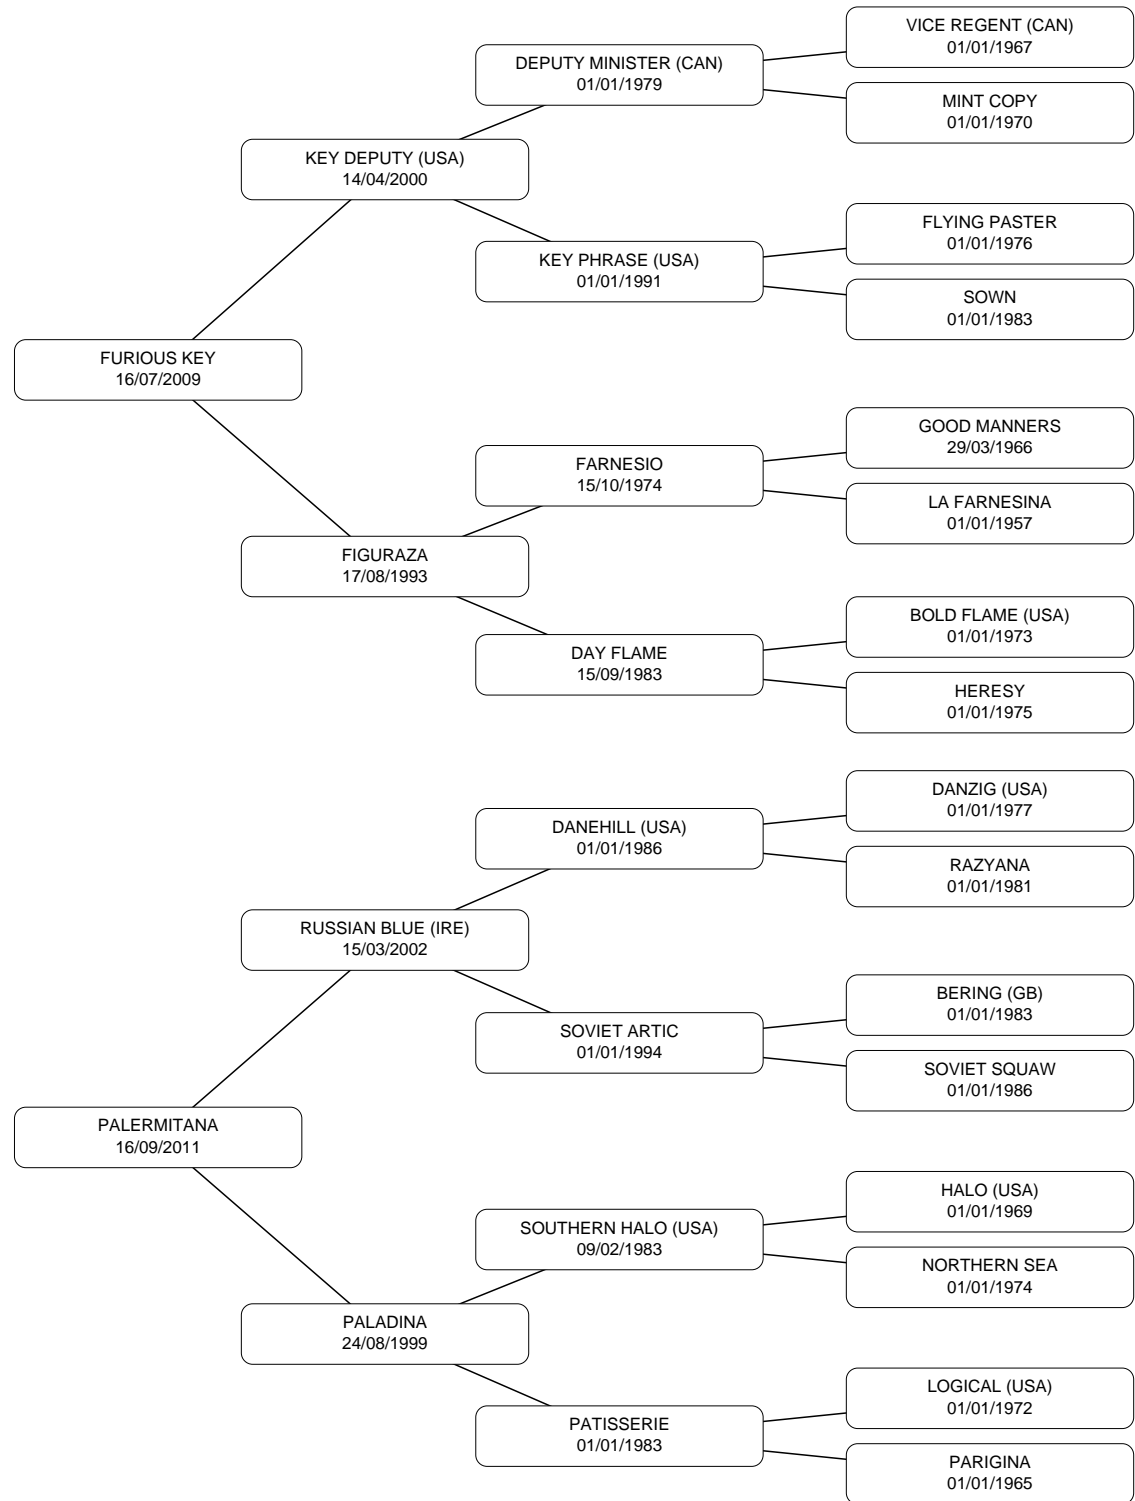 VICE REGENT (CAN)
01/01/1967
DEPUTY MINISTER (CAN)
01/01/1979
MINT COPY
01/01/1970
KEY DEPUTY (USA)
14/04/2000
FLYING PASTER
01/01/1976
KEY PHRASE (USA)
01/01/1991
SOWN
01/01/1983
FURIOUS KEY
16/07/2009
GOOD MANNERS
29/03/1966
FARNESIO
15/10/1974
LA FARNESINA
01/01/1957
FIGURAZA
17/08/1993
BOLD FLAME (USA)
01/01/1973
DAY FLAME
15/09/1983
HERESY
01/01/1975
DANZIG (USA)
01/01/1977
DANEHILL (USA)
01/01/1986
RAZYANA
01/01/1981
RUSSIAN BLUE (IRE)
15/03/2002
BERING (GB)
01/01/1983
SOVIET ARTIC
01/01/1994
SOVIET SQUAW
01/01/1986
PALERMITANA
16/09/2011
HALO (USA)
01/01/1969
SOUTHERN HALO (USA)
09/02/1983
NORTHERN SEA
01/01/1974
PALADINA
24/08/1999
LOGICAL (USA)
01/01/1972
PATISSERIE
01/01/1983
PARIGINA
01/01/1965